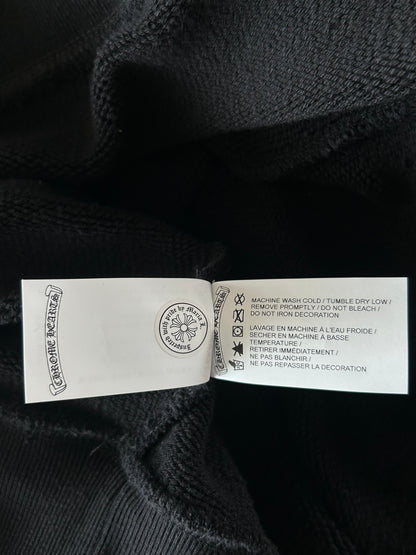 CHROME HEARTS
Inspected with pride by Maria L.
CHROME HEARTS
MACHINE WASH COLD / TUMBLE DRY LOW /
REMOVE PROMPTLY / DO NOT BLEACH /
DO NOT IRON DECORATION
LAVAGE EN MACHINE À L'EAU FROIDE /
SECHER EN MACHINE À BASSE
TEMPERATURE /
RETIRER IMMÉDIATEMENT /
NE PAS BLANCHIR /
NE PAS REPASSER LA DECORATION